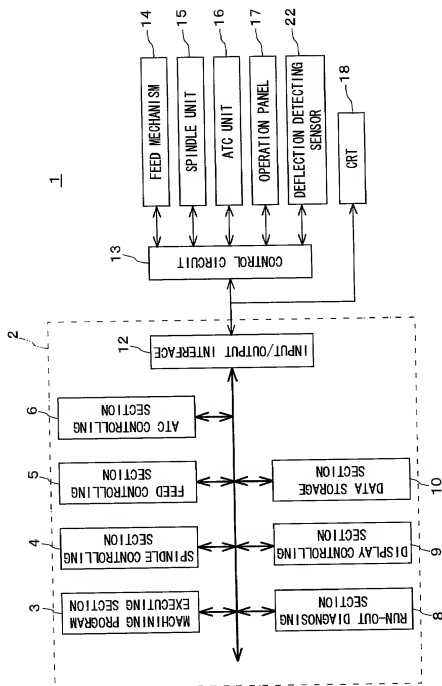 1
2
3
MACHINING PROGRAM
EXECUTING SECTION
4
SPINDLE CONTROLLING
SECTION
5
FEED CONTROLLING
SECTION
6
ATC CONTROLLING
SECTION
8
RUN-OUT DIAGNOSING
SECTION
9
DISPLAY CONTROLLING
SECTION
10
DATA STORAGE
SECTION
12
INPUT/OUTPUT INTERFACE
13
CONTROL CIRCUIT
14
FEED MECHANISM
15
SPINDLE UNIT
16
ATC UNIT
17
OPERATION PANEL
22
DEFLECTION DETECTING
SENSOR
18
CRT